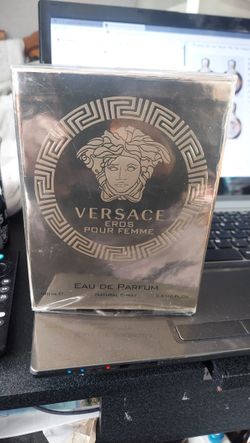 VERSACE
EROS
POUR FEMME
EAU DE PARFUM
NATURAL SPRAY